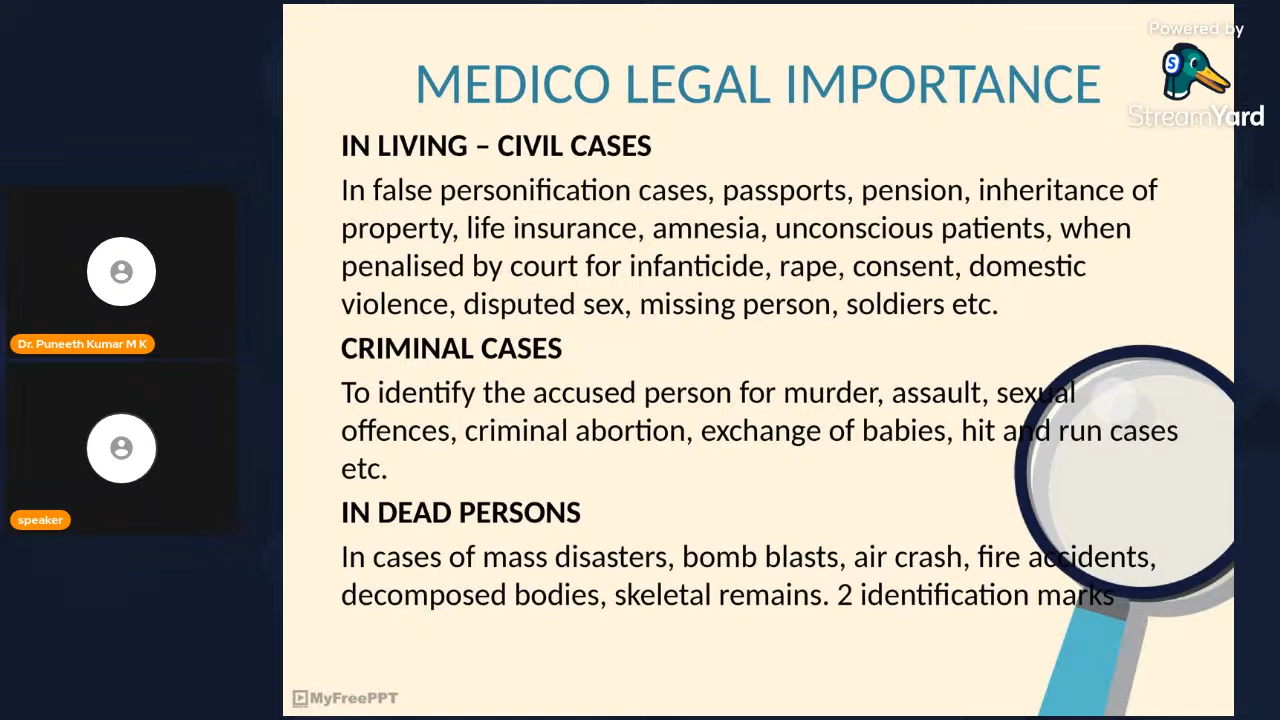 Powered by
StreamYard
MEDICO LEGAL IMPORTANCE
IN LIVING – CIVIL CASES
In false personification cases, passports, pension, inheritance of
property, life insurance, amnesia, unconscious patients, when
penalised by court for infanticide, rape, consent, domestic
violence, disputed sex, missing person, soldiers etc.
CRIMINAL CASES
To identify the accused person for murder, assault, sexual
offences, criminal abortion, exchange of babies, hit and run cases
etc.
IN DEAD PERSONS
In cases of mass disasters, bomb blasts, air crash, fire accidents,
decomposed bodies, skeletal remains. 2 identification marks
MyFreePPT
Dr. Puneeth Kumar M K
speaker